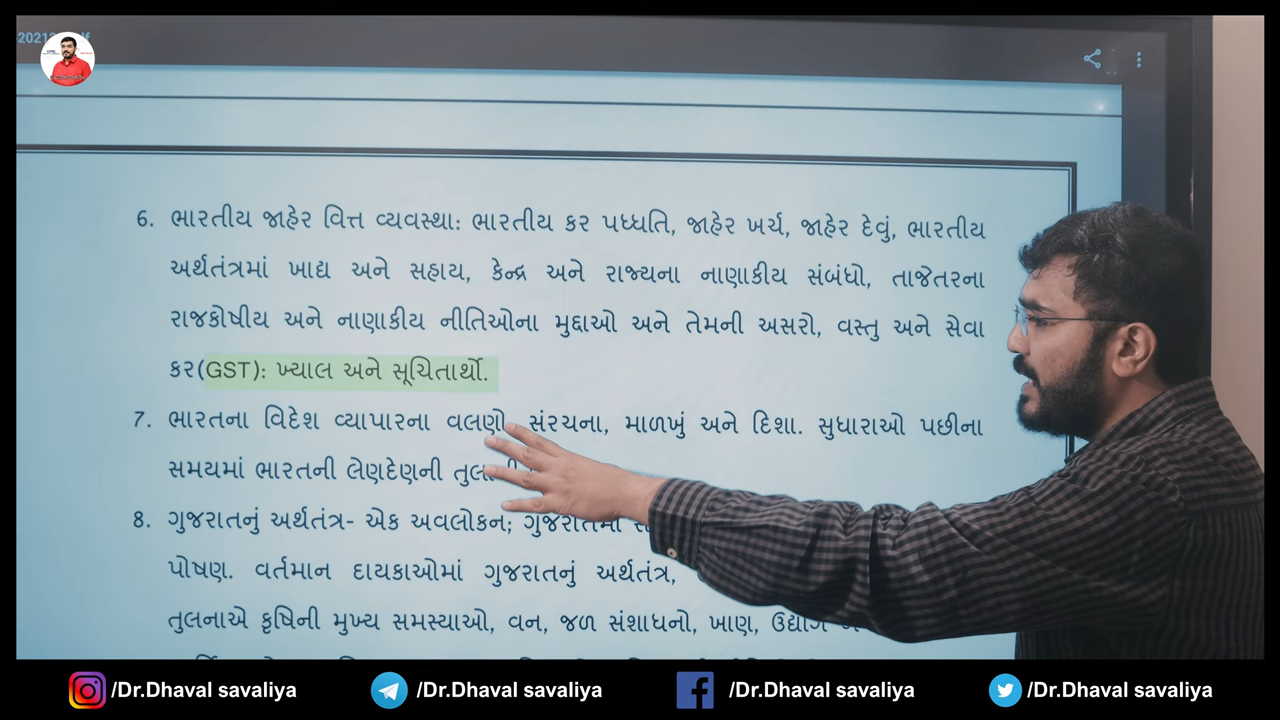 6. ભારતીય જાહેર વિત્ત વ્યવસ્થા: ભારતીય કર પધ્ધતિ, જાહેર ખર્ચ, જાહેર દેવું, ભારતીય
અર્થતંત્રમાં ખાદ્ય અને સહાય, કેન્દ્ર અને રાજ્યના નાણાકીય સંબંધો, તાજેતરના
રાજકોષીય અને નાણાકીય નીતિઓના મુદ્દાઓ અને તેમની અસરો, વસ્તુ અને સેવા
કર(GST): ખ્યાલ અને સૂચિતાર્થો.
7. ભારતના વિદેશ વ્યાપારના વલણો સંરચના, માળખું અને દિશા. સુધારાઓ પછીના
સમયમાં ભારતની લેણદેણની
8. ગુજરાતનું અર્થતંત્ર- એક અવલોકન; ગુજરાતમાં
પોષણ. વર્તમાન દાયકાઓમાં ગુજરાતનું અર્થતંત્ર,
તુલનાએ કૃષિની મુખ્ય સમસ્યાઓ, વન, જળ સંશાધનો, ખાણ, ઉદ્યોગ
/Dr.Dhaval savaliya /Dr.Dhaval savaliya /Dr.Dhaval savaliya /Dr.Dhaval savaliya